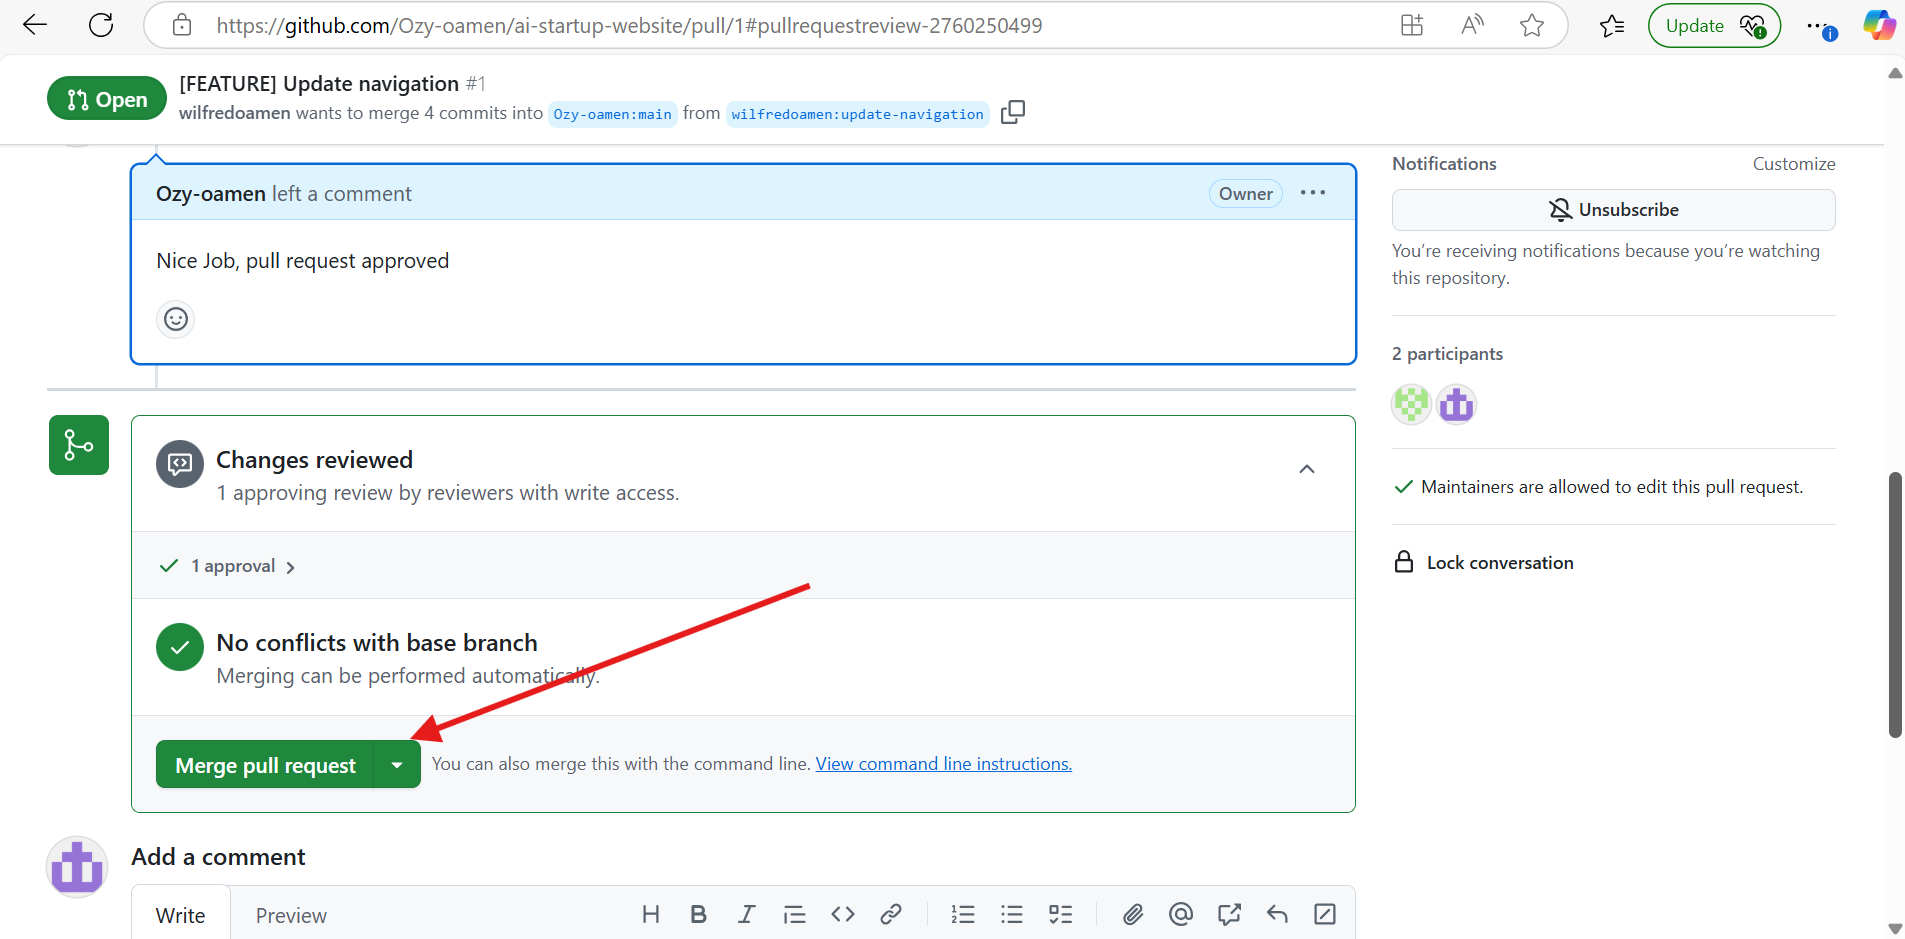 https://github.com/Ozy-oamen/ai-startup-website/pull/1#pullrequestreview-2760250499
Update
Open
[FEATURE] Update navigation #1
wilfredoamen wants to merge 4 commits into Ozy-oamen:main from wilfredoamen:update-navigation
Ozy-oamen left a comment
Owner
Nice Job, pull request approved
Changes reviewed
1 approving review by reviewers with write access.
1 approval
No conflicts with base branch
Merging can be performed automatically.
Merge pull request
You can also merge this with the command line. View command line instructions.
Add a comment
Write
Preview
Notifications
Customize
Unsubscribe
You’re receiving notifications because you’re watching
this repository.
2 participants
Maintainers are allowed to edit this pull request.
Lock conversation